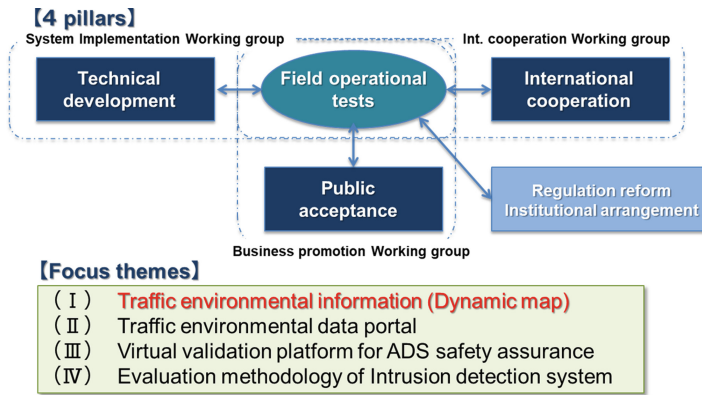 【4 pillars】
System Implementation Working group
Int. cooperation Working group
Technical
development
Field operational
tests
International
cooperation
Public
acceptance
Regulation reform
Institutional arrangement
Business promotion Working group
【Focus themes】
（Ⅰ） Traffic environmental information (Dynamic map)
（Ⅱ） Traffic environmental data portal
（Ⅲ） Virtual validation platform for ADS safety assurance
（Ⅳ） Evaluation methodology of Intrusion detection system